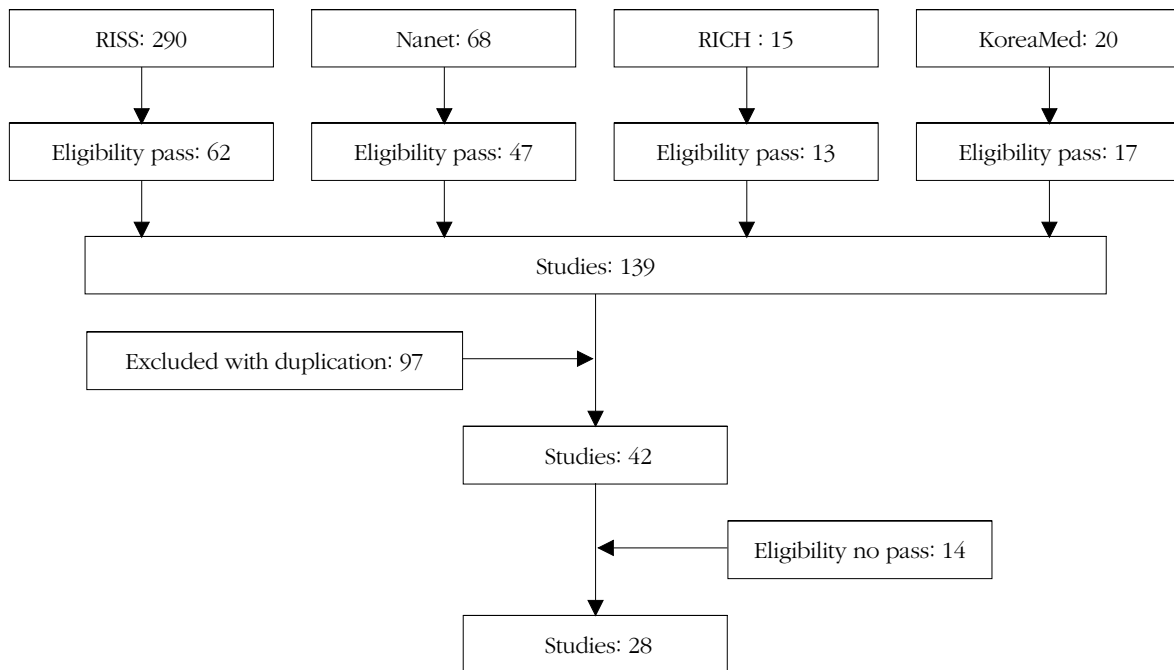 RISS: 290
Nanet: 68
RICH : 15
KoreaMed: 20
Eligibility pass: 62
Eligibility pass: 47
Eligibility pass: 13
Eligibility pass: 17
Studies: 139
Excluded with duplication: 97
Studies: 42
Eligibility no pass: 14
Studies: 28